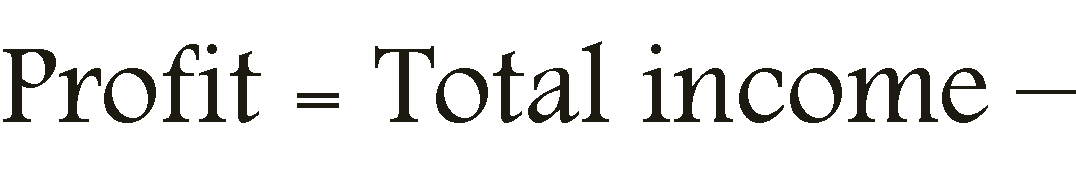 Profit = Total income —